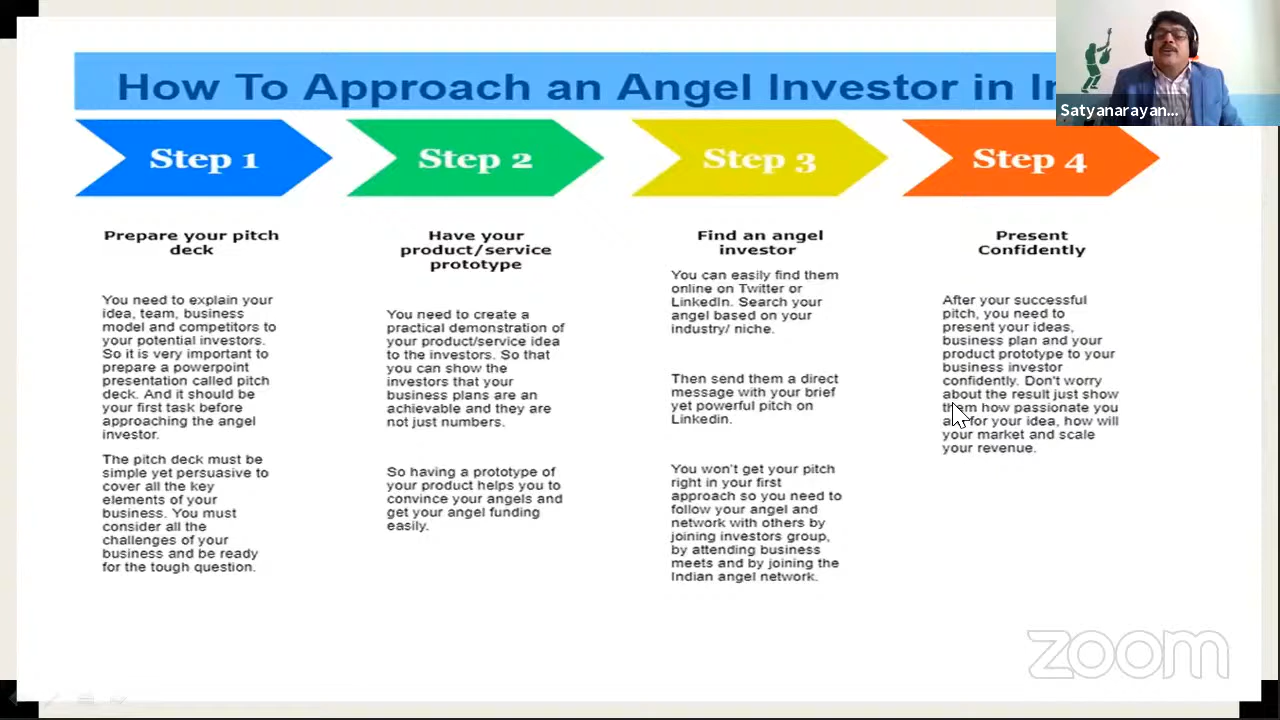 How To Approach an Angel Investor in
Satyanarayan...
Step 1
Prepare your pitch
deck
You need to explain your
idea, team, business
model and competitors to
your potential investors.
So it is very important to
prepare a powerpoint
presentation called pitch
deck. And it should be
your first task before
approaching the angel
investor.
The pitch deck must be
simple yet persuasive to
cover all the key
elements of your
business. You must
consider all the
challenges of your
business and be ready
for the tough question.
Step 2
Have your
product/service
prototype
You need to create a
practical demonstration of
your product/service idea
to the investors. So that
you can show the
investors that your
business plans are an
achievable and they are
not just numbers.
So having a prototype of
your product helps you to
convince your angels and
get your angel funding
easily.
Step 3
Find an angel
investor
You can easily find them
online on Twitter or
LinkedIn. Search your
angel based on your
industry/ niche.
Then send them a direct
message with your brief
yet powerful pitch on
Linkedin.
You won't get your pitch
right in your first
approach so you need to
follow your angel and
network with others by
joining investors group,
by attending business
meets and by joining the
Indian angel network.
Step 4
Present
Confidently
After your successful
pitch, you need to
present your ideas,
business plan and your
product prototype to your
business investor
confidently. Don't worry
about the result just show
them how passionate you
are for your idea, how will
your market and scale
your revenue.
zoom